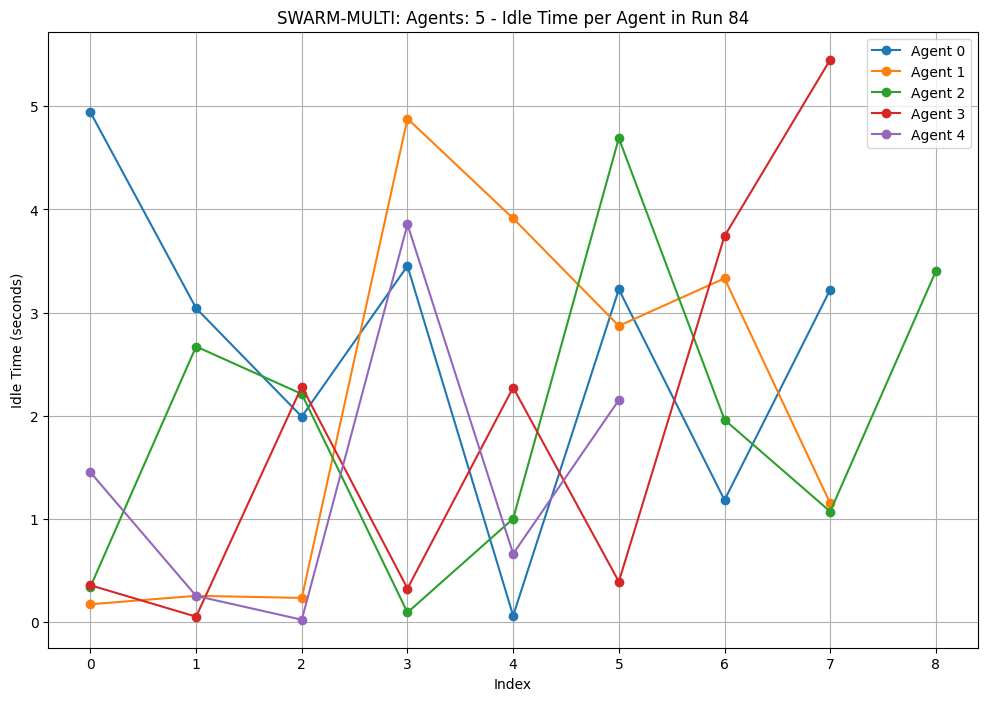 SWARM-MULTI: Agents: 5 - Idle Time per Agent in Run 84
Agent 0
Agent 1
Agent 2
Agent 3
Agent 4
Idle Time (seconds)
5
4
3
2
1
0
0 1 2 3 4 5 6 7 8
Index